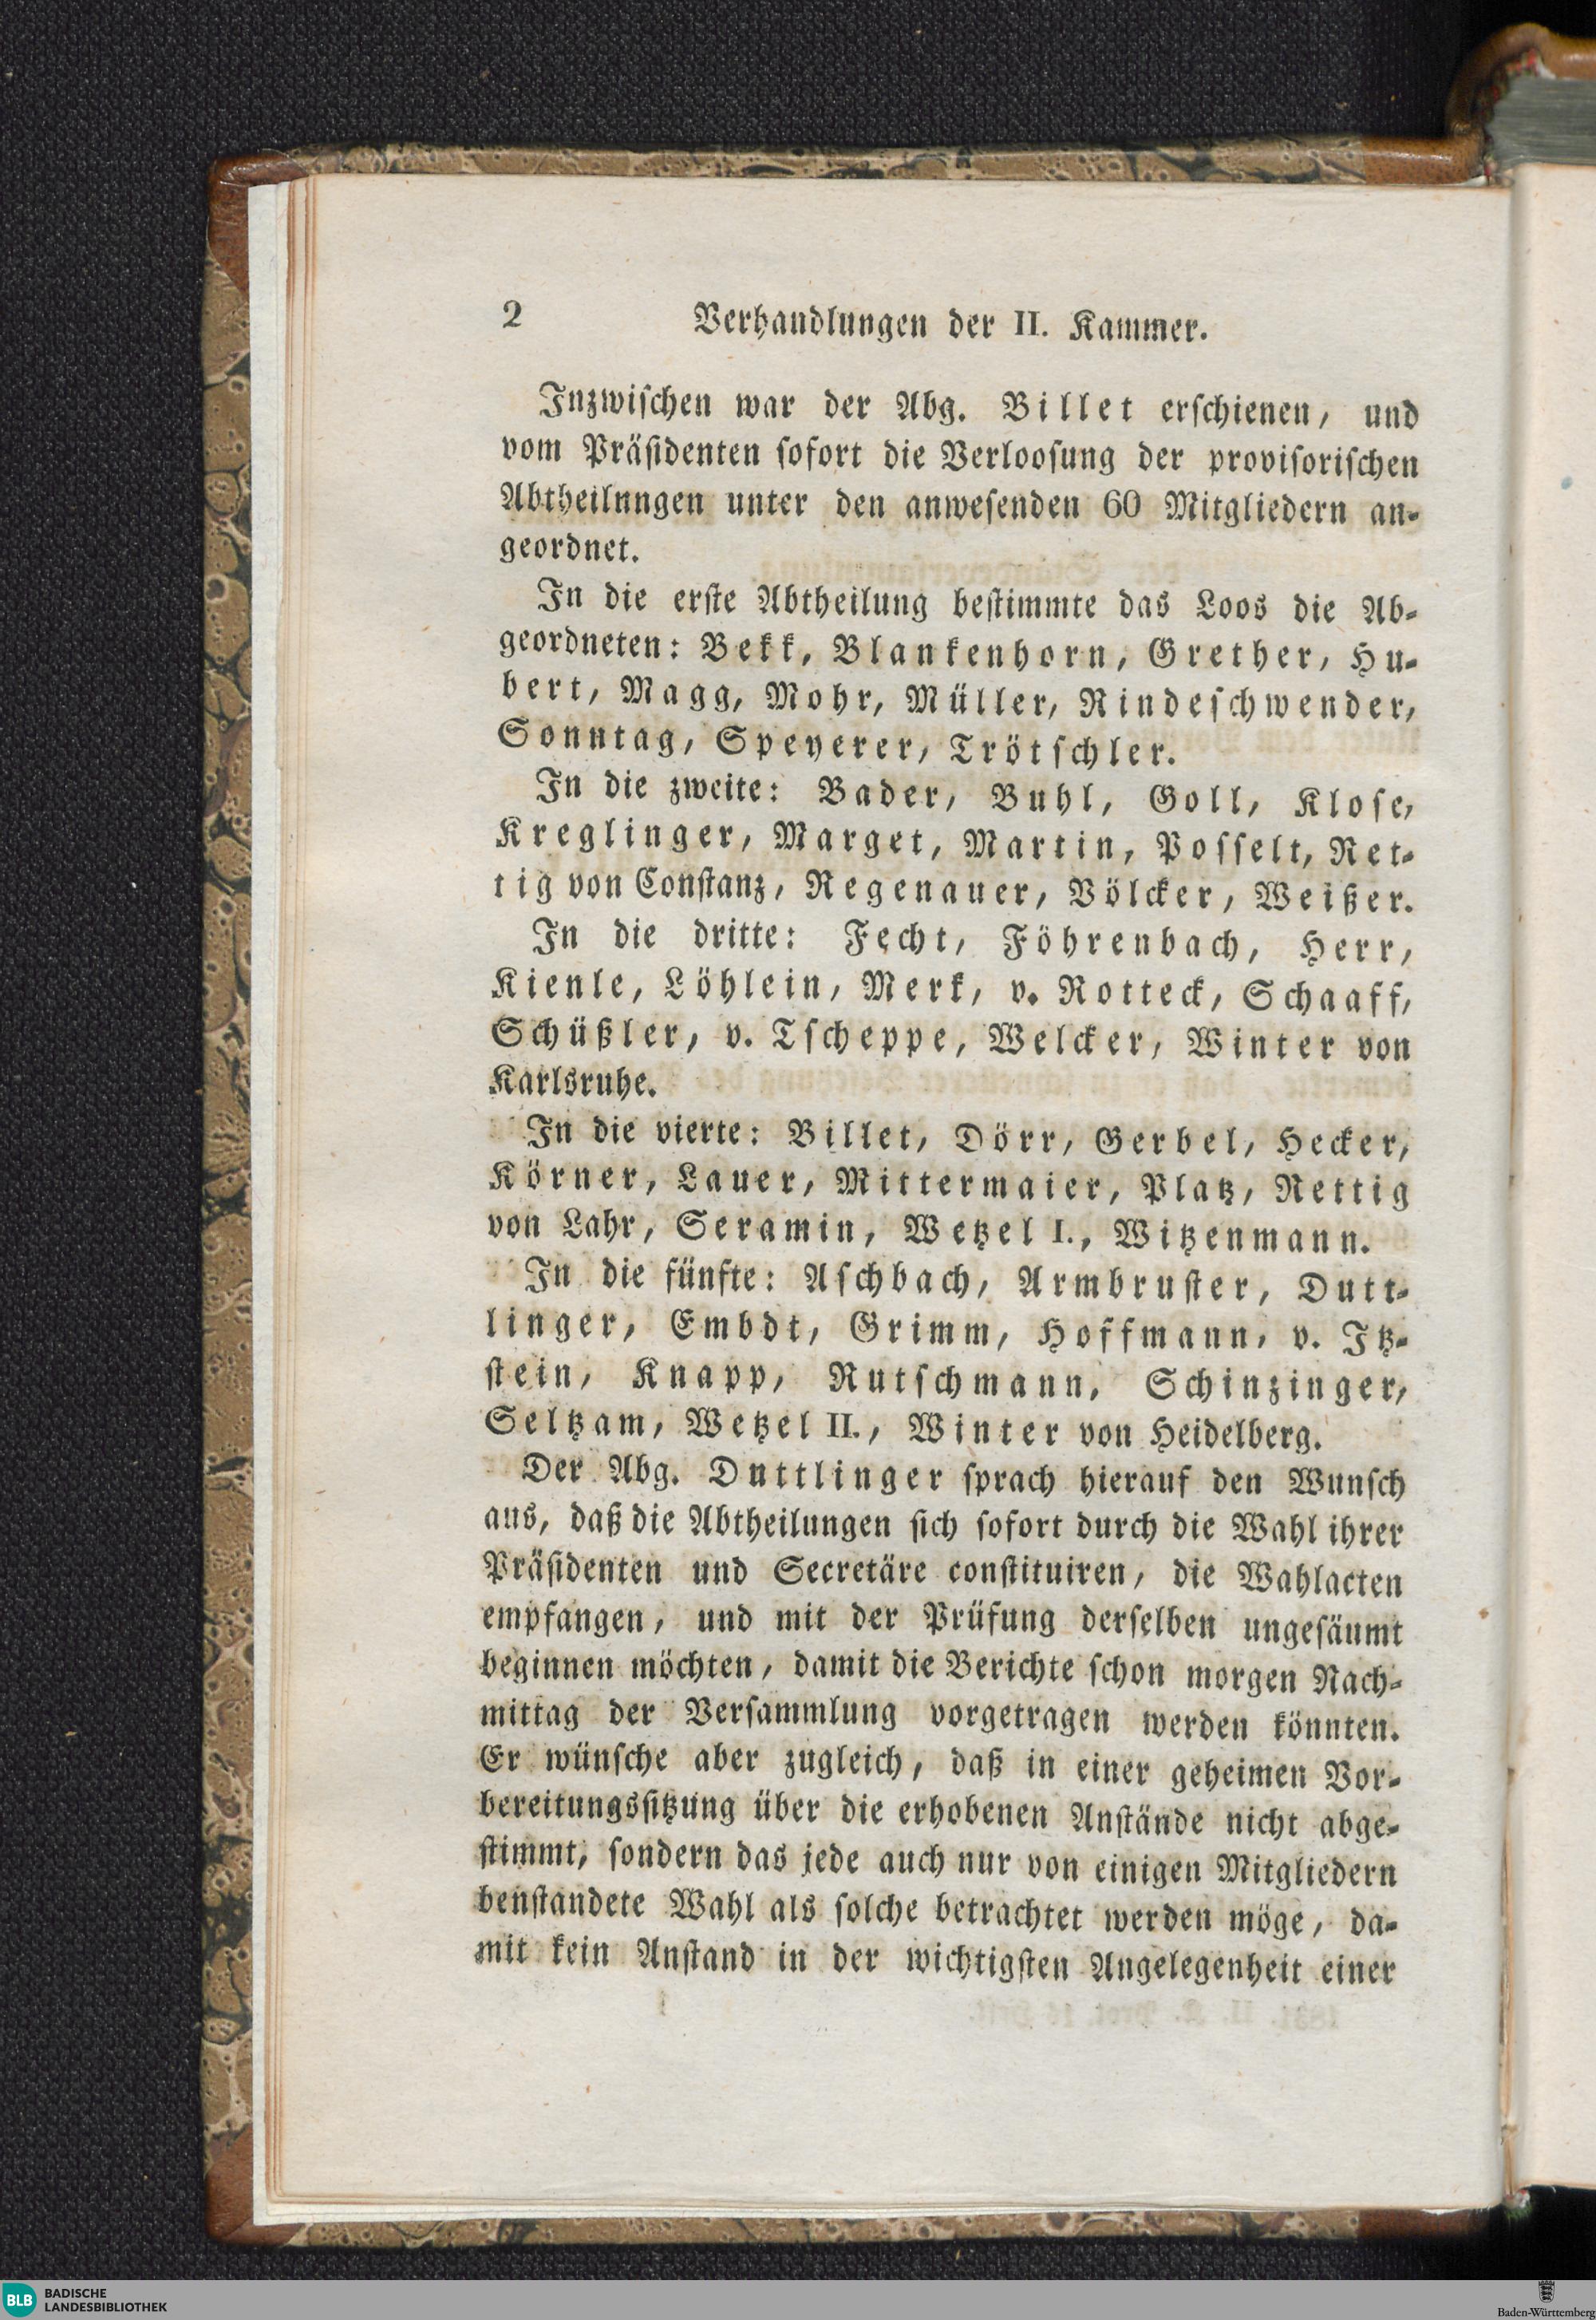 2 Verhandlungen der II. Kammer.
Inzwischen war der Abg. Billet erschienen, und
vom Präsidenten sofort die Verloosung der provisorischen
Abtheilnngen unter den anwesenden 60 Mitgliedern an-
geordnet.
In die erste Abtheilung bestimmte das Loos die Ab-
geordneten: Bekk, Blankenhorn, Grether, Hu-
bert, Magg, Mohr, Müller, Rindeschwender,
Sonntag, Speyerer, Trötschler.
In die zweite: Bader, Buhl, Goll, Klose,
Kreglinger, Marget, Martin, Posselt, Ret-
tig von Constanz, Regenauer, Völcker, Weißer.
In die dritte: Fecht, Föhrenbach, Herr,
Kienle, Löhlein, Merk, v. Rotteck, Schaaff,
Schüßler, v. Tscheppe, Welcker, Winter von
Karlsruhe.
In die vierte: Billet, Dörr, Gerbel, Hecker,
Körner, Lauer, Mittermaier, Platz, Rettig
von Lahr, Seramin, Wetzel I., Witzenmann.
In die fünfte: Aschbach, Armbruster, Dutt-
linger, Embdt, Grimm, Hoffmann, v. Itz-
stein, Knapp, Rutschmann, Schinzinger,
Seltzam, Wetzel II., Winter von Heidelberg.
Der Abg. Duttlinger sprach hierauf den Wunsch
aus, daß die Abtheilungen sich sofort durch die Wahl ihrer
Präsidenten und Secretäre constituiren, die Wahlacten
empfangen, und mit der Prüfung derselben ungesäumt
beginnen möchten, damit die Berichte schon morgen Nach-
mittag der Versammlung vorgetragen werden könnten.
Er wünsche aber zugleich, daß in einer geheimen Vor-
bereitungssitzung über die erhobenen Anstände nicht abge-
stimmt, sondern das jede auch nur von einigen Mitgliedern
benstandete Wahl als solche betrachtet werden möge, da-
mit kein Anstand in der wichtigsten Angelegenheit einer
BLB BADISCHE
LANDESBIBLIOTHEK
Baden-Württemberg